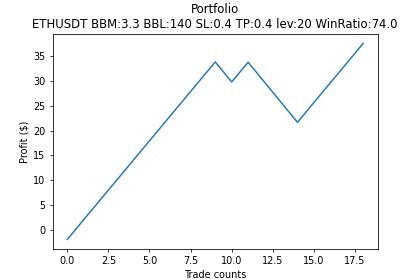 Portfolio
ETHUSDT BBM:3.3 BBL:140 SL:0.4 TP:0.4 lev:20 WinRatio:74.0
35
30
25
20
15
10
5
0
Profit ($)
0.0 2.5 5.0 7.5 10.0 12.5 15.0 17.5
Trade counts